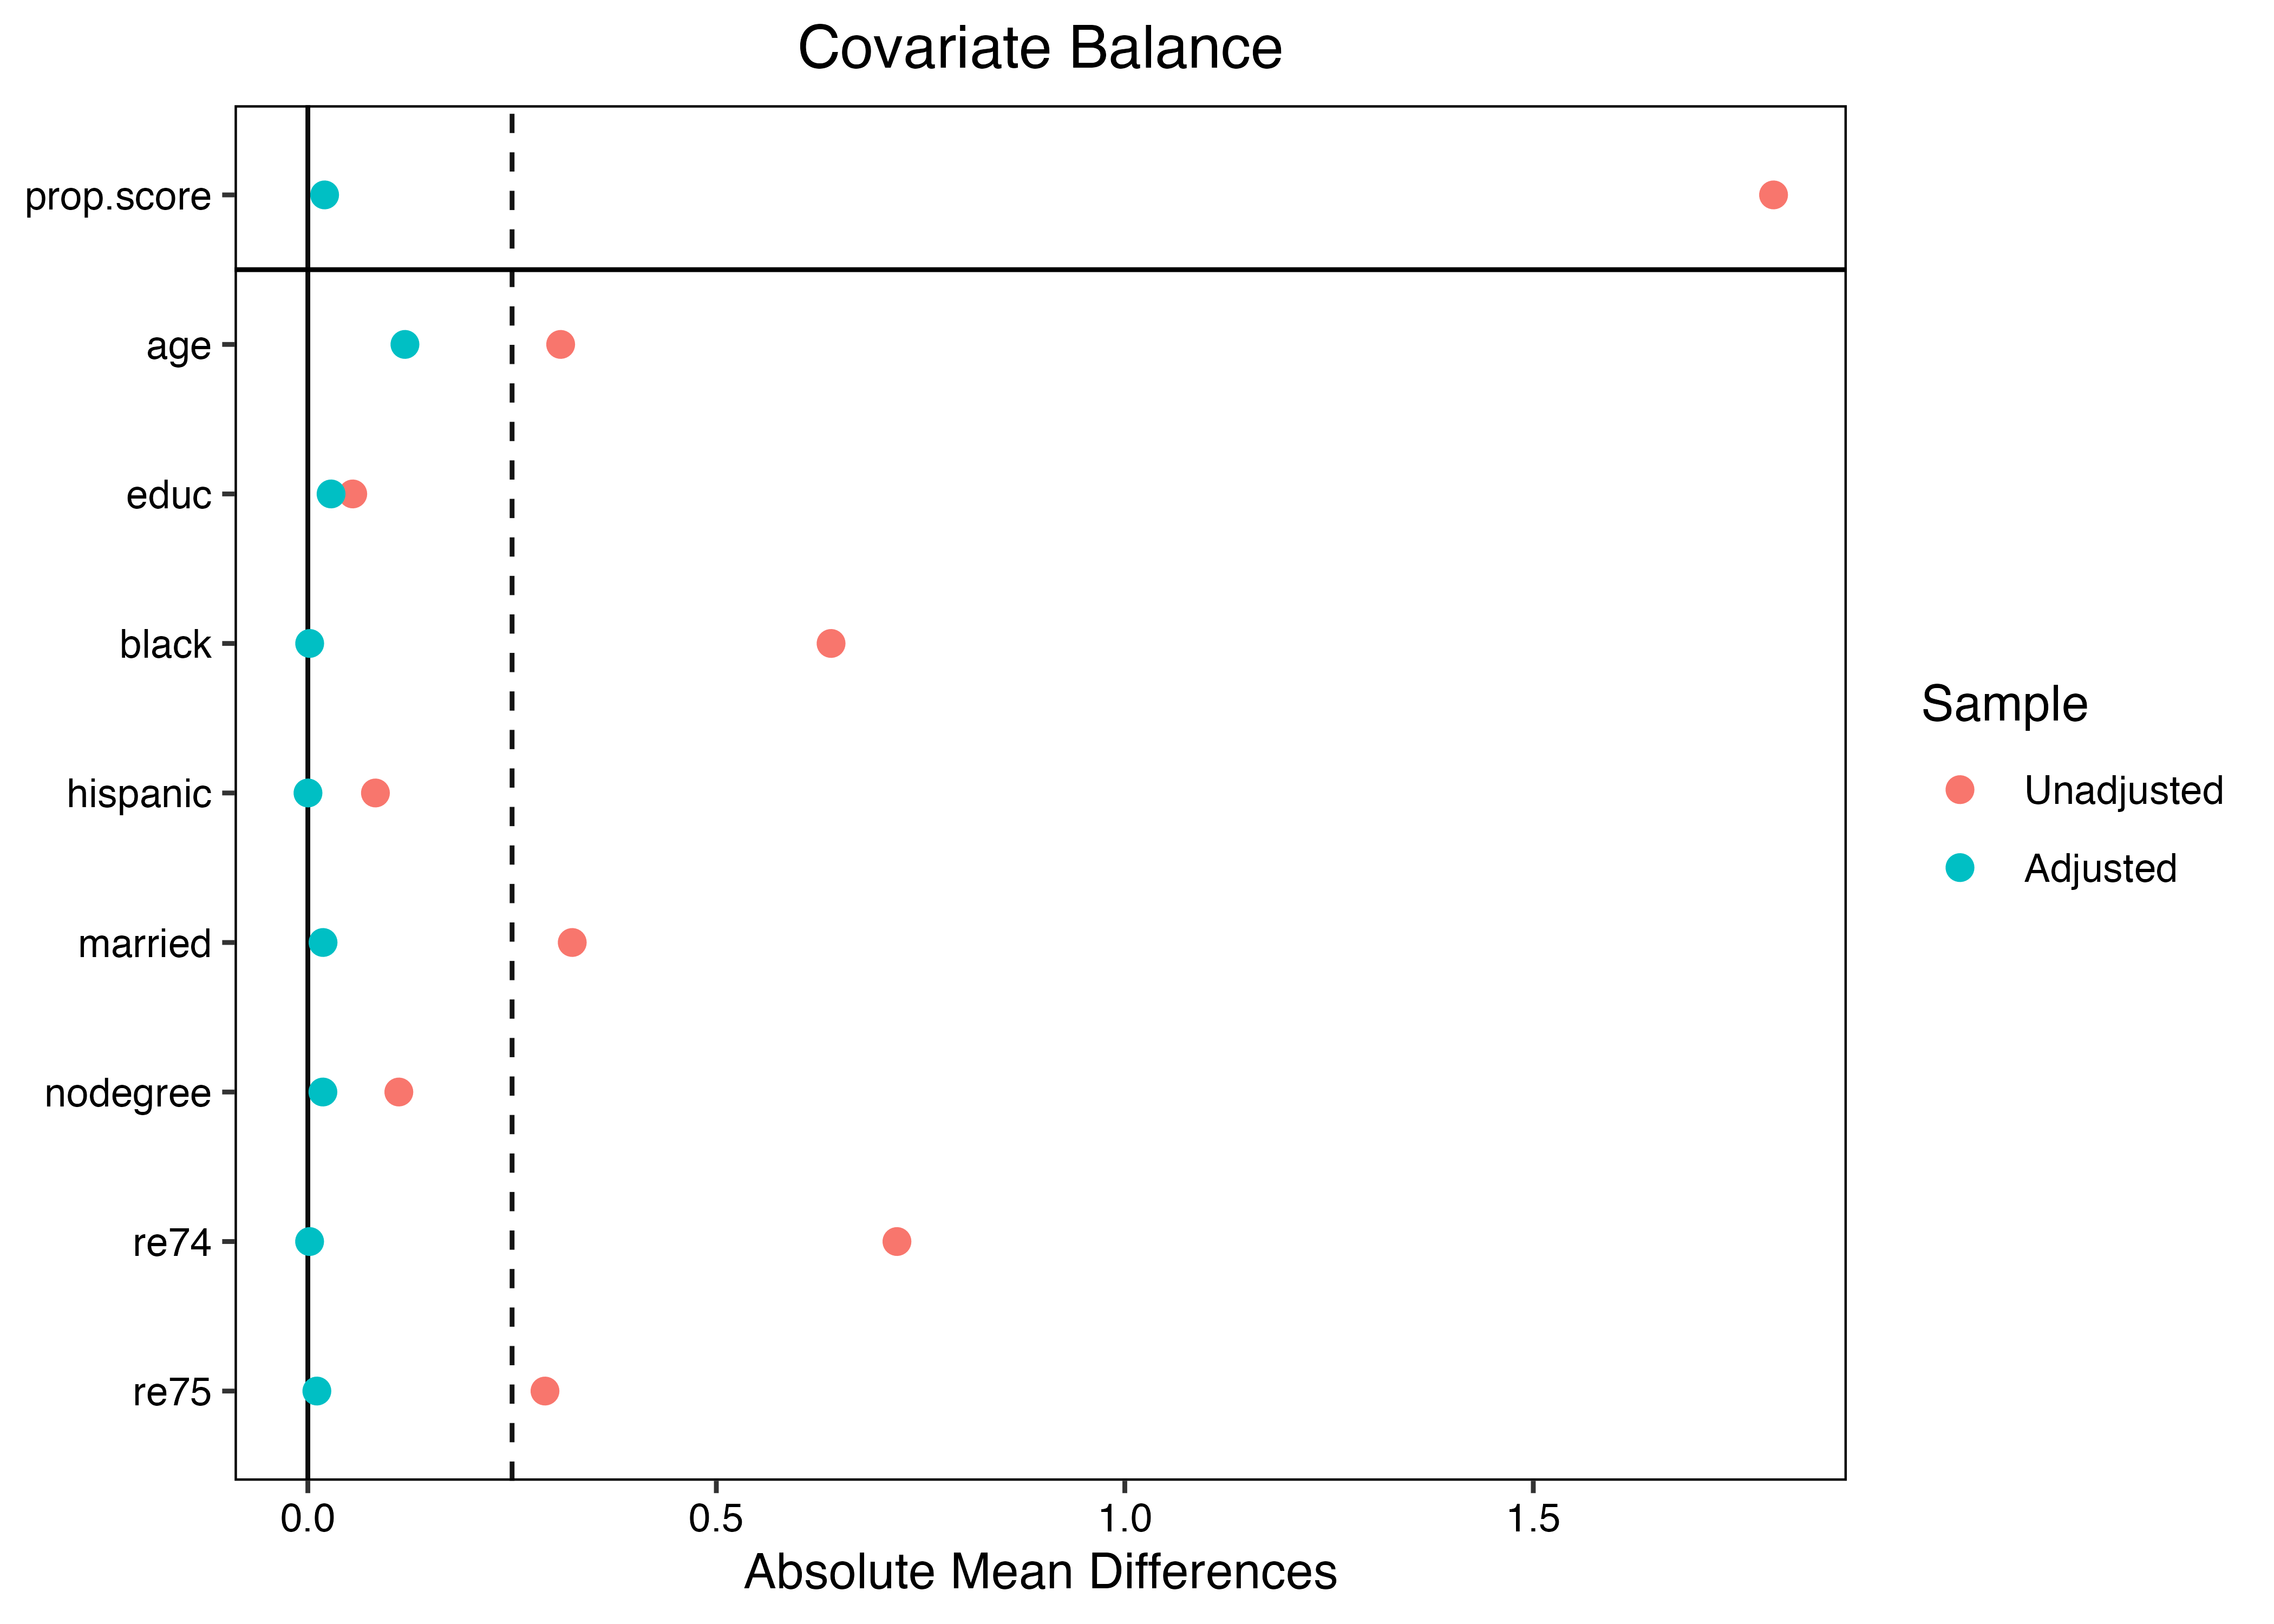 Covariate Balance
prop.score
age
educ
black
hispanic
married
nodegree
re74
re75
0.0 0.5 1.0 1.5
Absolute Mean Differences
Sample
Unadjusted
Adjusted